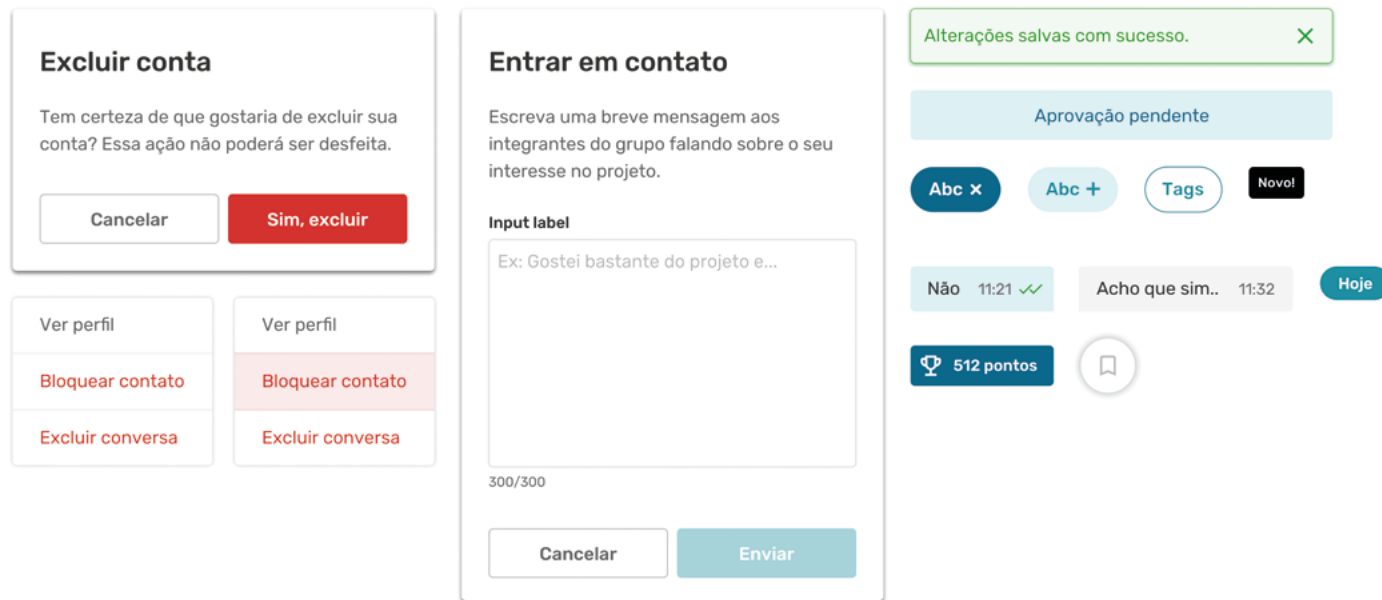 Excluir conta
Tem certeza de que gostaria de excluir sua
conta? Essa ação não poderá ser desfeita.
Cancelar
Sim, excluir
Ver perfil
Bloquear contato
Excluir conversa
Ver perfil
Bloquear contato
Excluir conversa
Entrar em contato
Escreva uma breve mensagem aos
integrantes do grupo falando sobre o seu
interesse no projeto.
Input label
Ex: Gostei bastante do projeto e...
300/300
Cancelar
Enviar
Alterações salvas com sucesso.
Aprovação pendente
Abc ×
Abc +
Tags
Novo!
Não 11:21
Acho que sim.. 11:32
Hoje
512 pontos